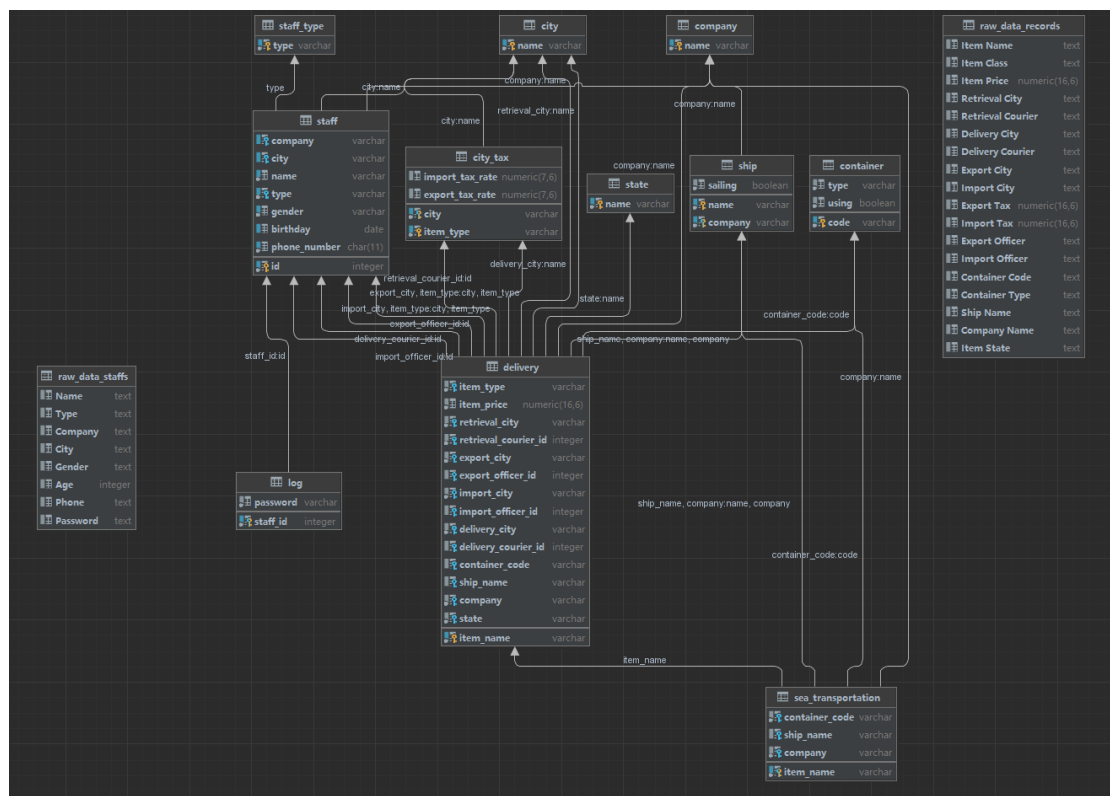 staff_type
type varchar
city
name varchar
company
name varchar
raw_data_records
Item Name text
Item Class text
Item Price numeric(16,6)
Retrieval City text
Retrieval Courier text
Delivery City text
Delivery Courier text
Export City text
Import City text
Export Tax numeric(16,6)
Import Tax numeric(16,6)
Export Officer text
Import Officer text
Container Code text
Container Type text
Ship Name text
Company Name text
Item State text
type
city:name
company:name
retrieval_city:name
company:name
city:name
staff
company varchar
city varchar
name varchar
type varchar
gender varchar
birthday date
phone_number char(11)
id integer
city_tax
import_tax_rate numeric(7,6)
export_tax_rate numeric(7,6)
city varchar
item_type varchar
company:name
state
name varchar
ship
sailing boolean
name varchar
company varchar
container
type varchar
using boolean
code varchar
delivery_city:name
retrieval_courier_id:id
export_city, item_type:city, item_type
import_city, item_type:city, item_type
state:name
export_officer_id:id
container_code:code
delivery_courier_id:id
ship_name, company:name, company
import_officer_id:id
staff_id:id
company:name
delivery
item_type varchar
item_price numeric(16,6)
retrieval_city varchar
retrieval_courier_id integer
export_city varchar
export_officer_id integer
import_city varchar
import_officer_id integer
delivery_city varchar
delivery_courier_id integer
container_code varchar
ship_name varchar
company varchar
state varchar
item_name varchar
raw_data_staffs
Name text
Type text
Company text
City text
Gender text
Age integer
Phone text
Password text
log
password varchar
staff_id integer
ship_name, company:name, company
container_code:code
item_name
sea_transportation
container_code varchar
ship_name varchar
company varchar
item_name varchar